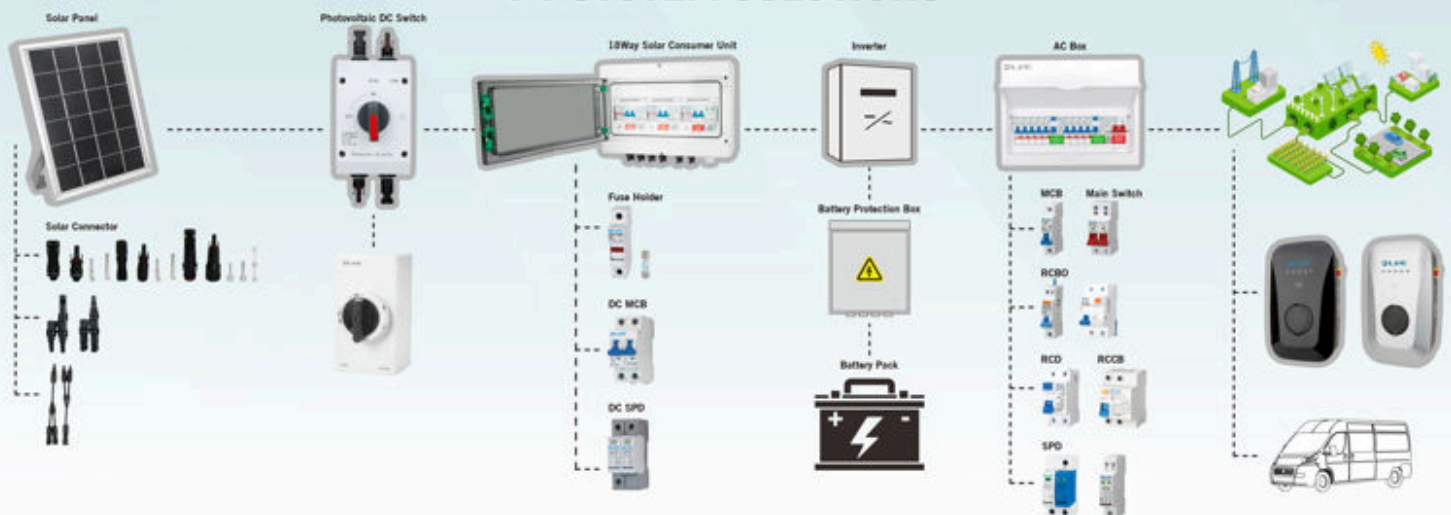 Solar Panel
Photovoltaic DC Switch
18Way Solar Consumer Unit
Inverter
AC Box
Solar Connector
Fuse Holder
DC MCB
DC SPD
Battery Protection Box
Battery Pack
MCB
Main Switch
RCBO
RCD
RCCB
SPD